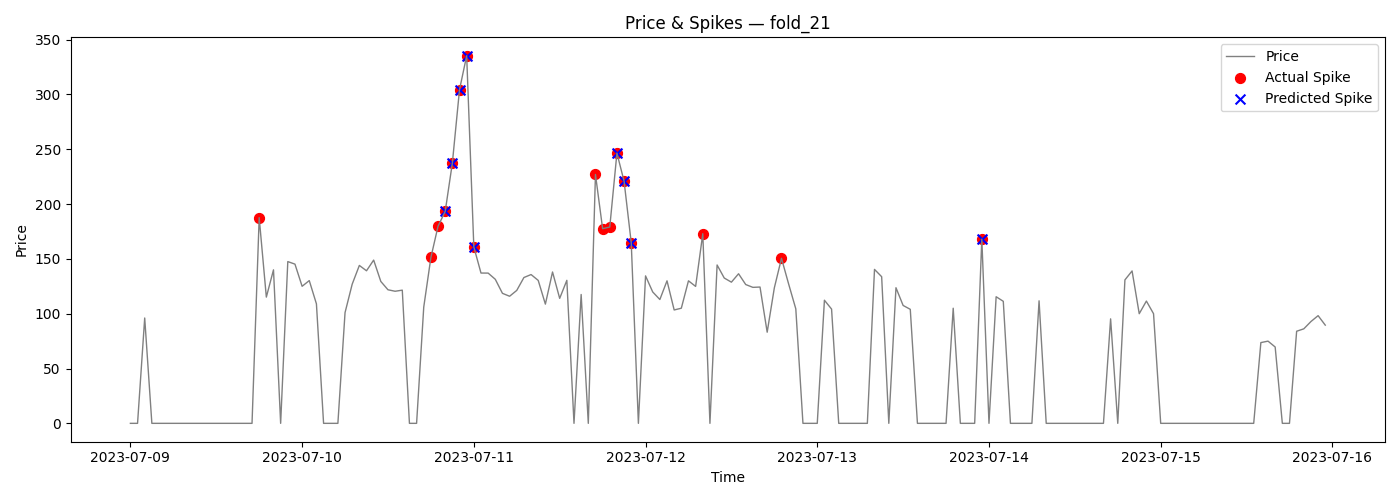 Price & Spikes — fold_21
Price
Actual Spike
Predicted Spike
350
300
250
200
150
100
50
0
Price
2023-07-09
2023-07-10
2023-07-11
2023-07-12
2023-07-13
2023-07-14
2023-07-15
2023-07-16
Time